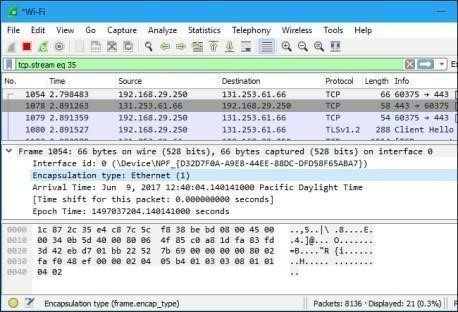 *Wi-Fi
File Edit View Go Capture Analyze Statistics Telephony Wireless Tools Help
tcp.stream eq 35
No. Time Source Destination Protocol Length Info
1054 2.798483 192.168.29.250 131.253.61.66 TCP 66 60375 → 443
1078 2.891263 131.253.61.66 192.168.29.250 TCP 58 443 → 60375
1079 2.891359 192.168.29.250 131.253.61.66 TCP 54 60375 → 443
1080 2.891527 192.168.29.250 131.253.61.66 TLSv1.2 288 Client Hello
Frame 1054: 66 bytes on wire (528 bits), 66 bytes captured (528 bits) on interface 0
Interface id: 0 (\Device\NPF_{D32D7F0A-A9E8-44EE-88DC-DFD58F65ABA7})
Encapsulation type: Ethernet (1)
Arrival Time: Jun 9, 2017 12:40:04.140141000 Pacific Daylight Time
[Time shift for this packet: 0.000000000 seconds]
Epoch Time: 1497037204.140141000 seconds
0000 1c 87 2c 35 e4 c8 7c 5c f8 38 be bd 08 00 45 00 ..,5..|\ .8....E.
0010 00 34 0b 5d 40 00 80 06 4f 85 c0 a8 1d fa 83 fd .4.]@... O.......
0020 3d 42 eb d7 01 bb 22 52 7b 69 00 00 00 00 80 02 =B...."R {i......
0030 fa f0 48 ef 00 00 02 04 05 b4 01 03 03 08 01 01 ..H..... ........
0040 04 02 ..
Encapsulation type (frame.encap_type) Packets: 8136 · Displayed: 21 (0.3%)